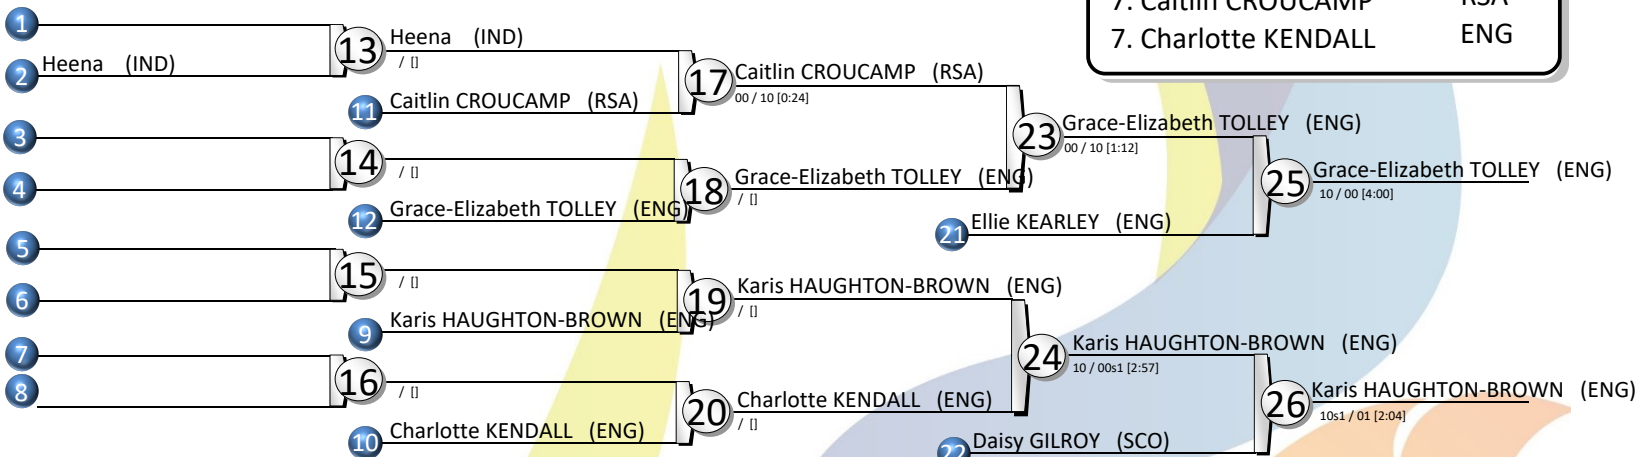 7. Caitlin CROUCAMP RSA
7. Charlotte KENDALL ENG
1
2 Heena (IND)
13 Heena (IND)
/ []
11 Caitlin CROUCAMP (RSA)
17 Caitlin CROUCAMP (RSA)
00 / 10 [0:24]
3
4
14
/ []
12 Grace-Elizabeth TOLLEY (ENG)
18 Grace-Elizabeth TOLLEY (ENG)
/ []
23 Grace-Elizabeth TOLLEY (ENG)
00 / 10 [1:12]
21 Ellie KEARLEY (ENG)
25 Grace-Elizabeth TOLLEY (ENG)
10 / 00 [4:00]
5
6
15
/ []
9 Karis HAUGHTON-BROWN (ENG)
19 Karis HAUGHTON-BROWN (ENG)
/ []
7
8
16
/ []
10 Charlotte KENDALL (ENG)
20 Charlotte KENDALL (ENG)
/ []
24 Karis HAUGHTON-BROWN (ENG)
10 / 00s1 [2:57]
22 Daisy GILROY (SCO)
26 Karis HAUGHTON-BROWN (ENG)
10s1 / 01 [2:04]